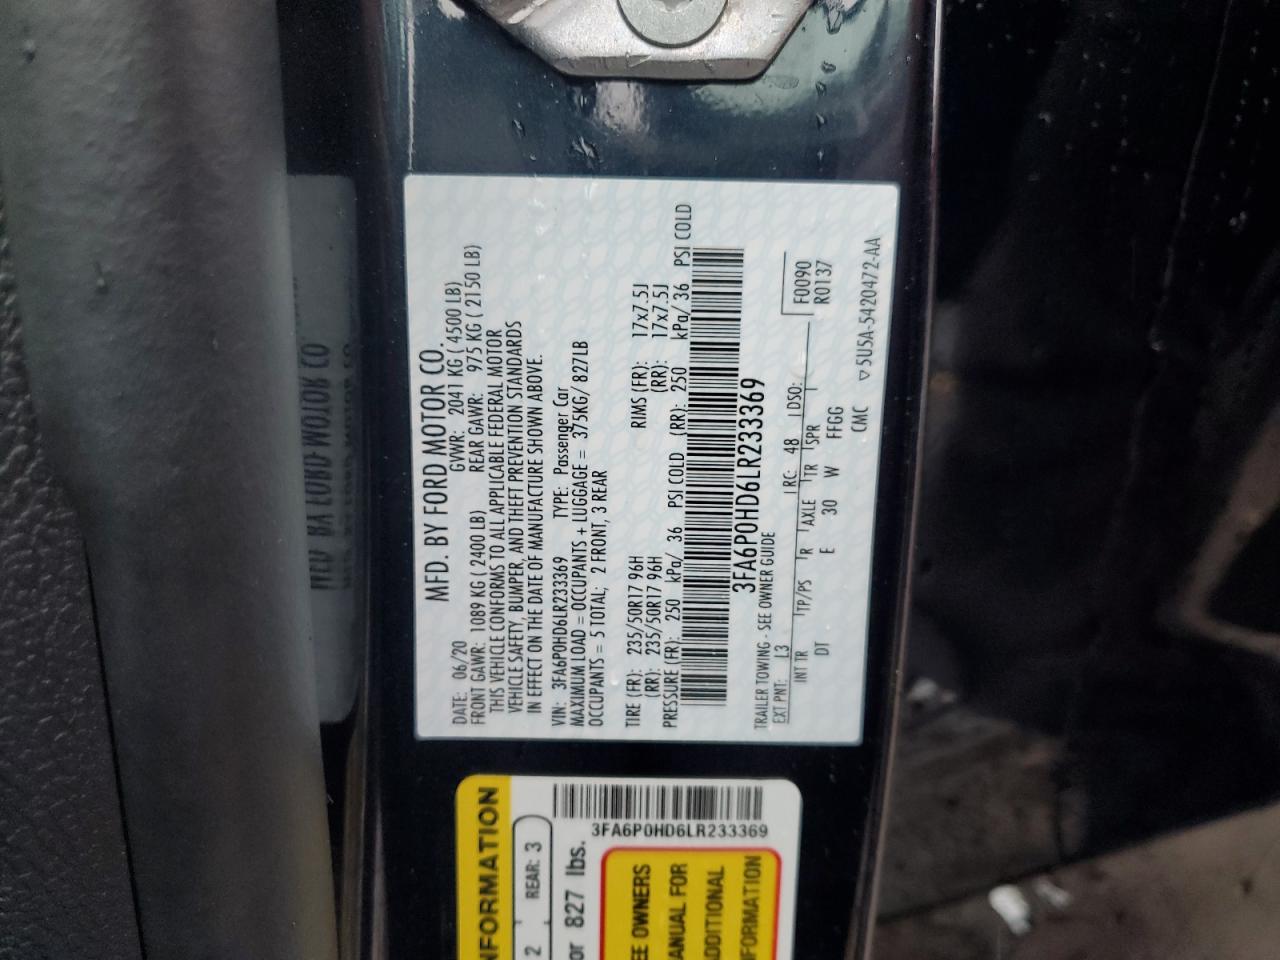 MFD. BY FORD MOTOR CO.
DATE: 06/20 GVWR: 2041 KG ( 4500 LB)
FRONT GAWR: 1089 KG ( 2400 LB) REAR GAWR: 975 KG ( 2150 LB)
THIS VEHICLE CONFORMS TO ALL APPLICABLE FEDERAL MOTOR
VEHICLE SAFETY, BUMPER, AND THEFT PREVENTION STANDARDS
IN EFFECT ON THE DATE OF MANUFACTURE SHOWN ABOVE.
VIN: 3FA6P0HD6LR233369 TYPE: Passenger Car
MAXIMUM LOAD = OCCUPANTS + LUGGAGE = 375KG/ 827LB
OCCUPANTS = 5 TOTAL; 2 FRONT, 3 REAR
TIRE (FR): 235/50R17 96H RIMS (FR): 17x7.5J
(RR): 235/50R17 96H (RR): 17x7.5J
PRESSURE (FR): 250 kPa/ 36 PSI COLD (RR): 250 kPa/ 36 PSI COLD
3FA6P0HD6LR233369
TRAILER TOWING - SEE OWNER GUIDE
EXT PNT: L3 RC: 48 DSO: F0090
INT TR TP/PS R AXLE TR SPR R0137
DT E 30 W FFGG
CMC ▽5U5A-5420472-AA
NFORMATION
2 REAR: 3
or 827 lbs.
3FA6P0HD6LR233369
EE OWNERS
ANUAL FOR
ADDITIONAL
FORMATION